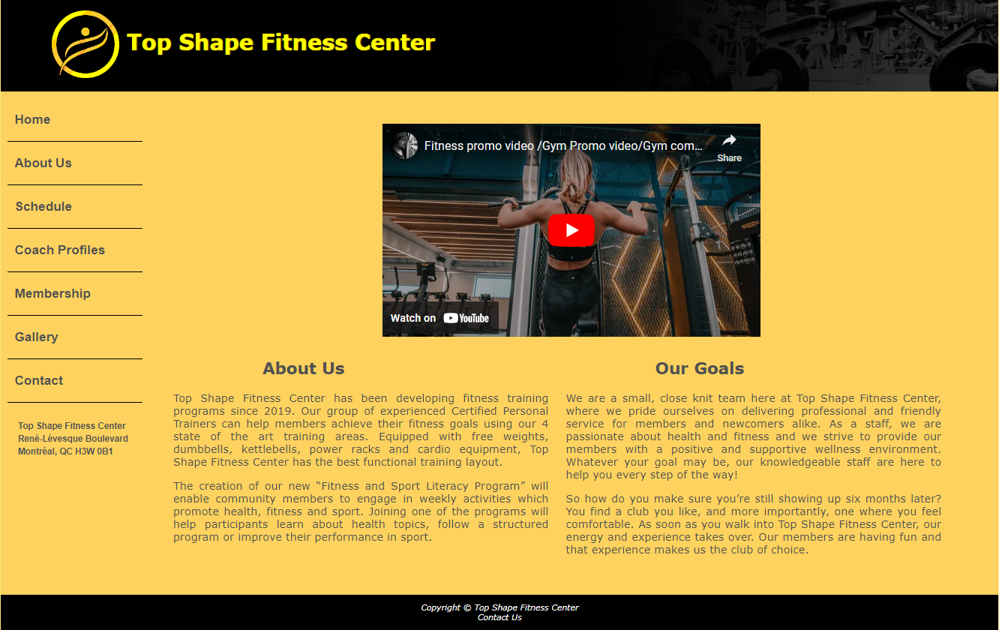 Top Shape Fitness Center
Home
About Us
Schedule
Coach Profiles
Membership
Gallery
Contact
Top Shape Fitness Center
René-Lévesque Boulevard
Montréal, QC H3W 0B1
Fitness promo video /Gym Promo video/Gym com...
Share
Watch on YouTube
About Us
Top Shape Fitness Center has been developing fitness training
programs since 2019. Our group of experienced Certified Personal
Trainers can help members achieve their fitness goals using our 4
state of the art training areas. Equipped with free weights,
dumbbells, kettlebells, power racks and cardio equipment, Top
Shape Fitness Center has the best functional training layout.
The creation of our new “Fitness and Sport Literacy Program” will
enable community members to engage in weekly activities which
promote health, fitness and sport. Joining one of the programs will
help participants learn about health topics, follow a structured
program or improve their performance in sport.
Our Goals
We are a small, close knit team here at Top Shape Fitness Center,
where we pride ourselves on delivering professional and friendly
service for members and newcomers alike. As a staff, we are
passionate about health and fitness and we strive to provide our
members with a positive and supportive wellness environment.
Whatever your goal may be, our knowledgeable staff are here to
help you every step of the way!
So how do you make sure you’re still showing up six months later?
You find a club you like, and more importantly, one where you feel
comfortable. As soon as you walk into Top Shape Fitness Center, our
energy and experience takes over. Our members are having fun and
that experience makes us the club of choice.
Copyright © Top Shape Fitness Center
Contact Us